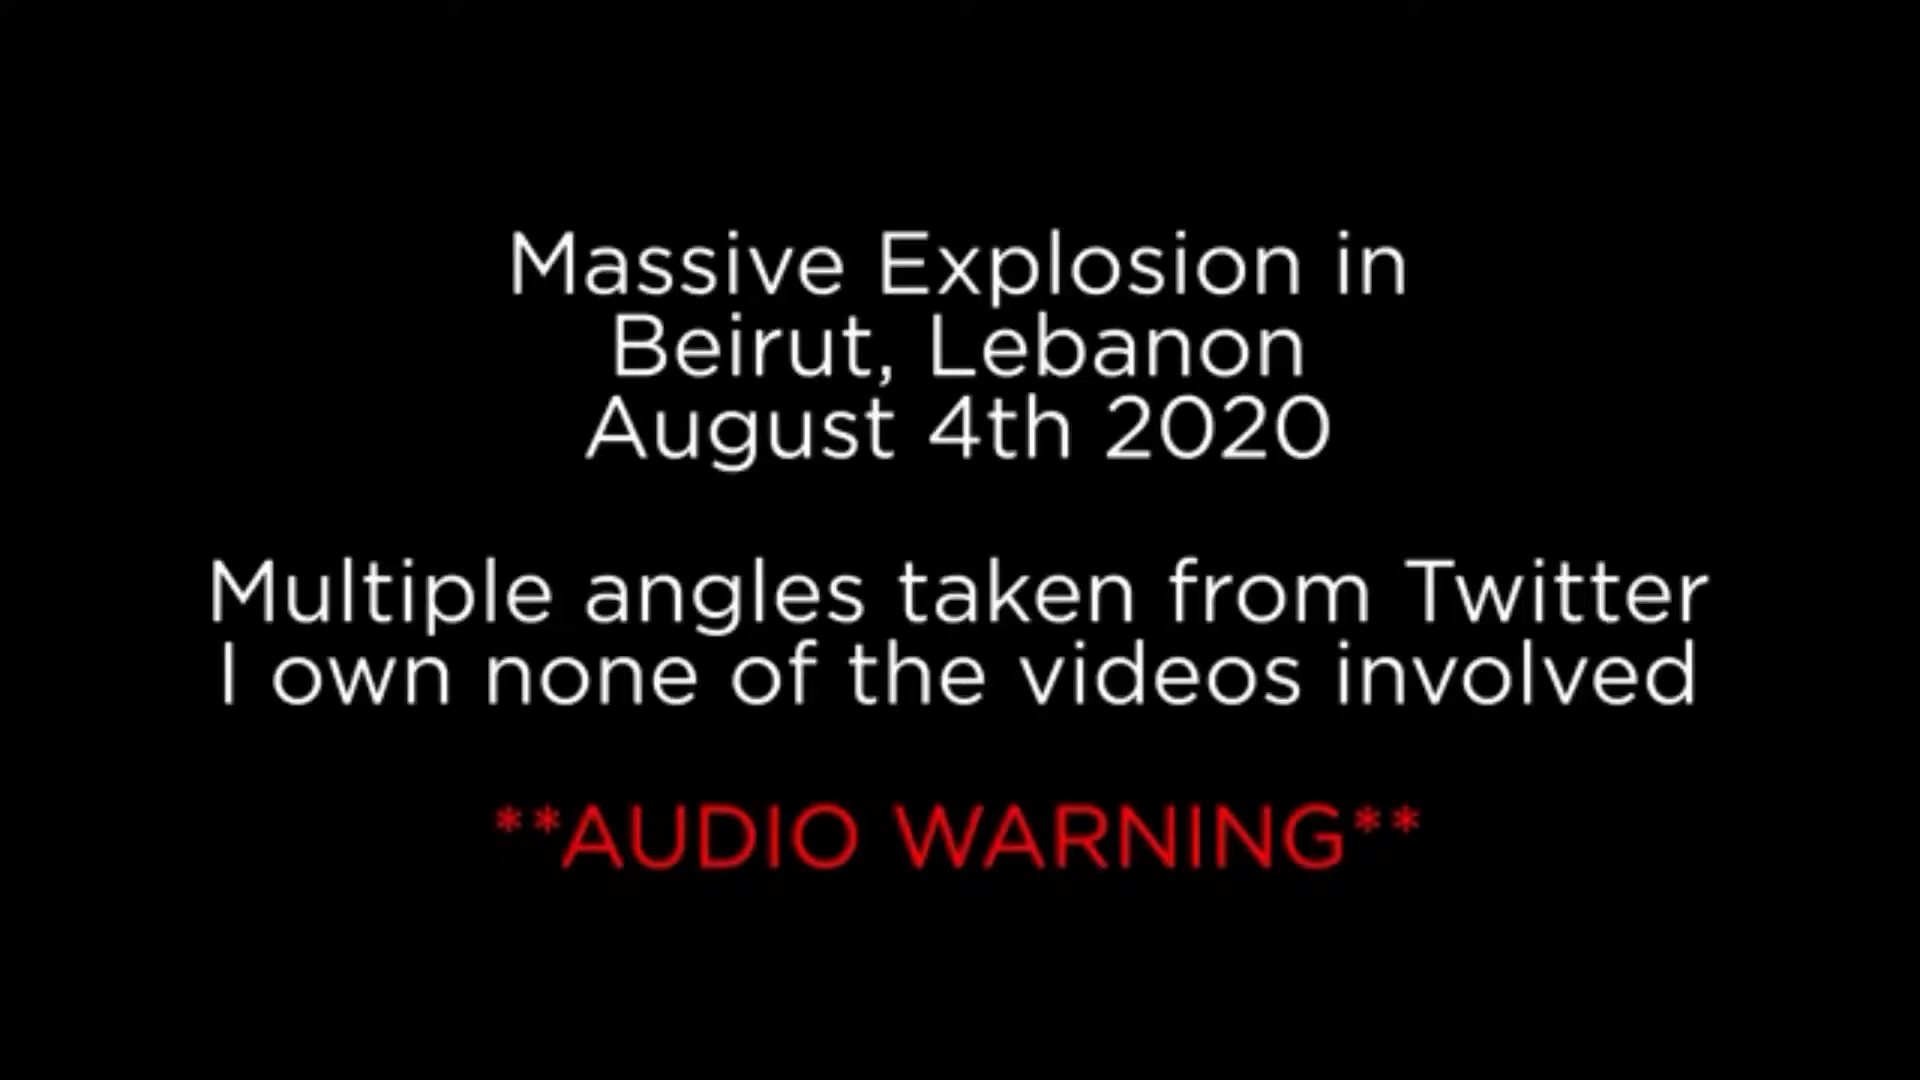 Massive Explosion in
Beirut, Lebanon
August 4th 2020
Multiple angles taken from Twitter
I own none of the videos involved
**AUDIO WARNING**